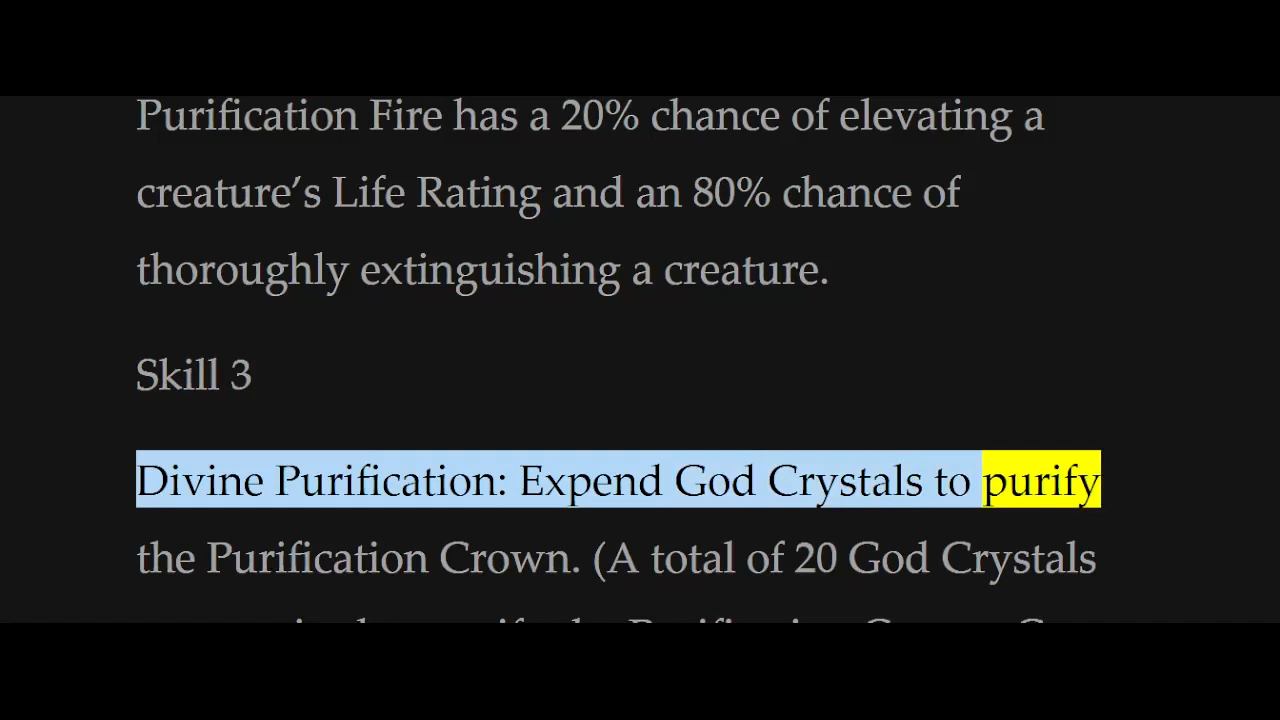 Purification Fire has a 20% chance of elevating a
creature’s Life Rating and an 80% chance of
thoroughly extinguishing a creature.
Skill 3
Divine Purification: Expend God Crystals to purify
the Purification Crown. (A total of 20 God Crystals